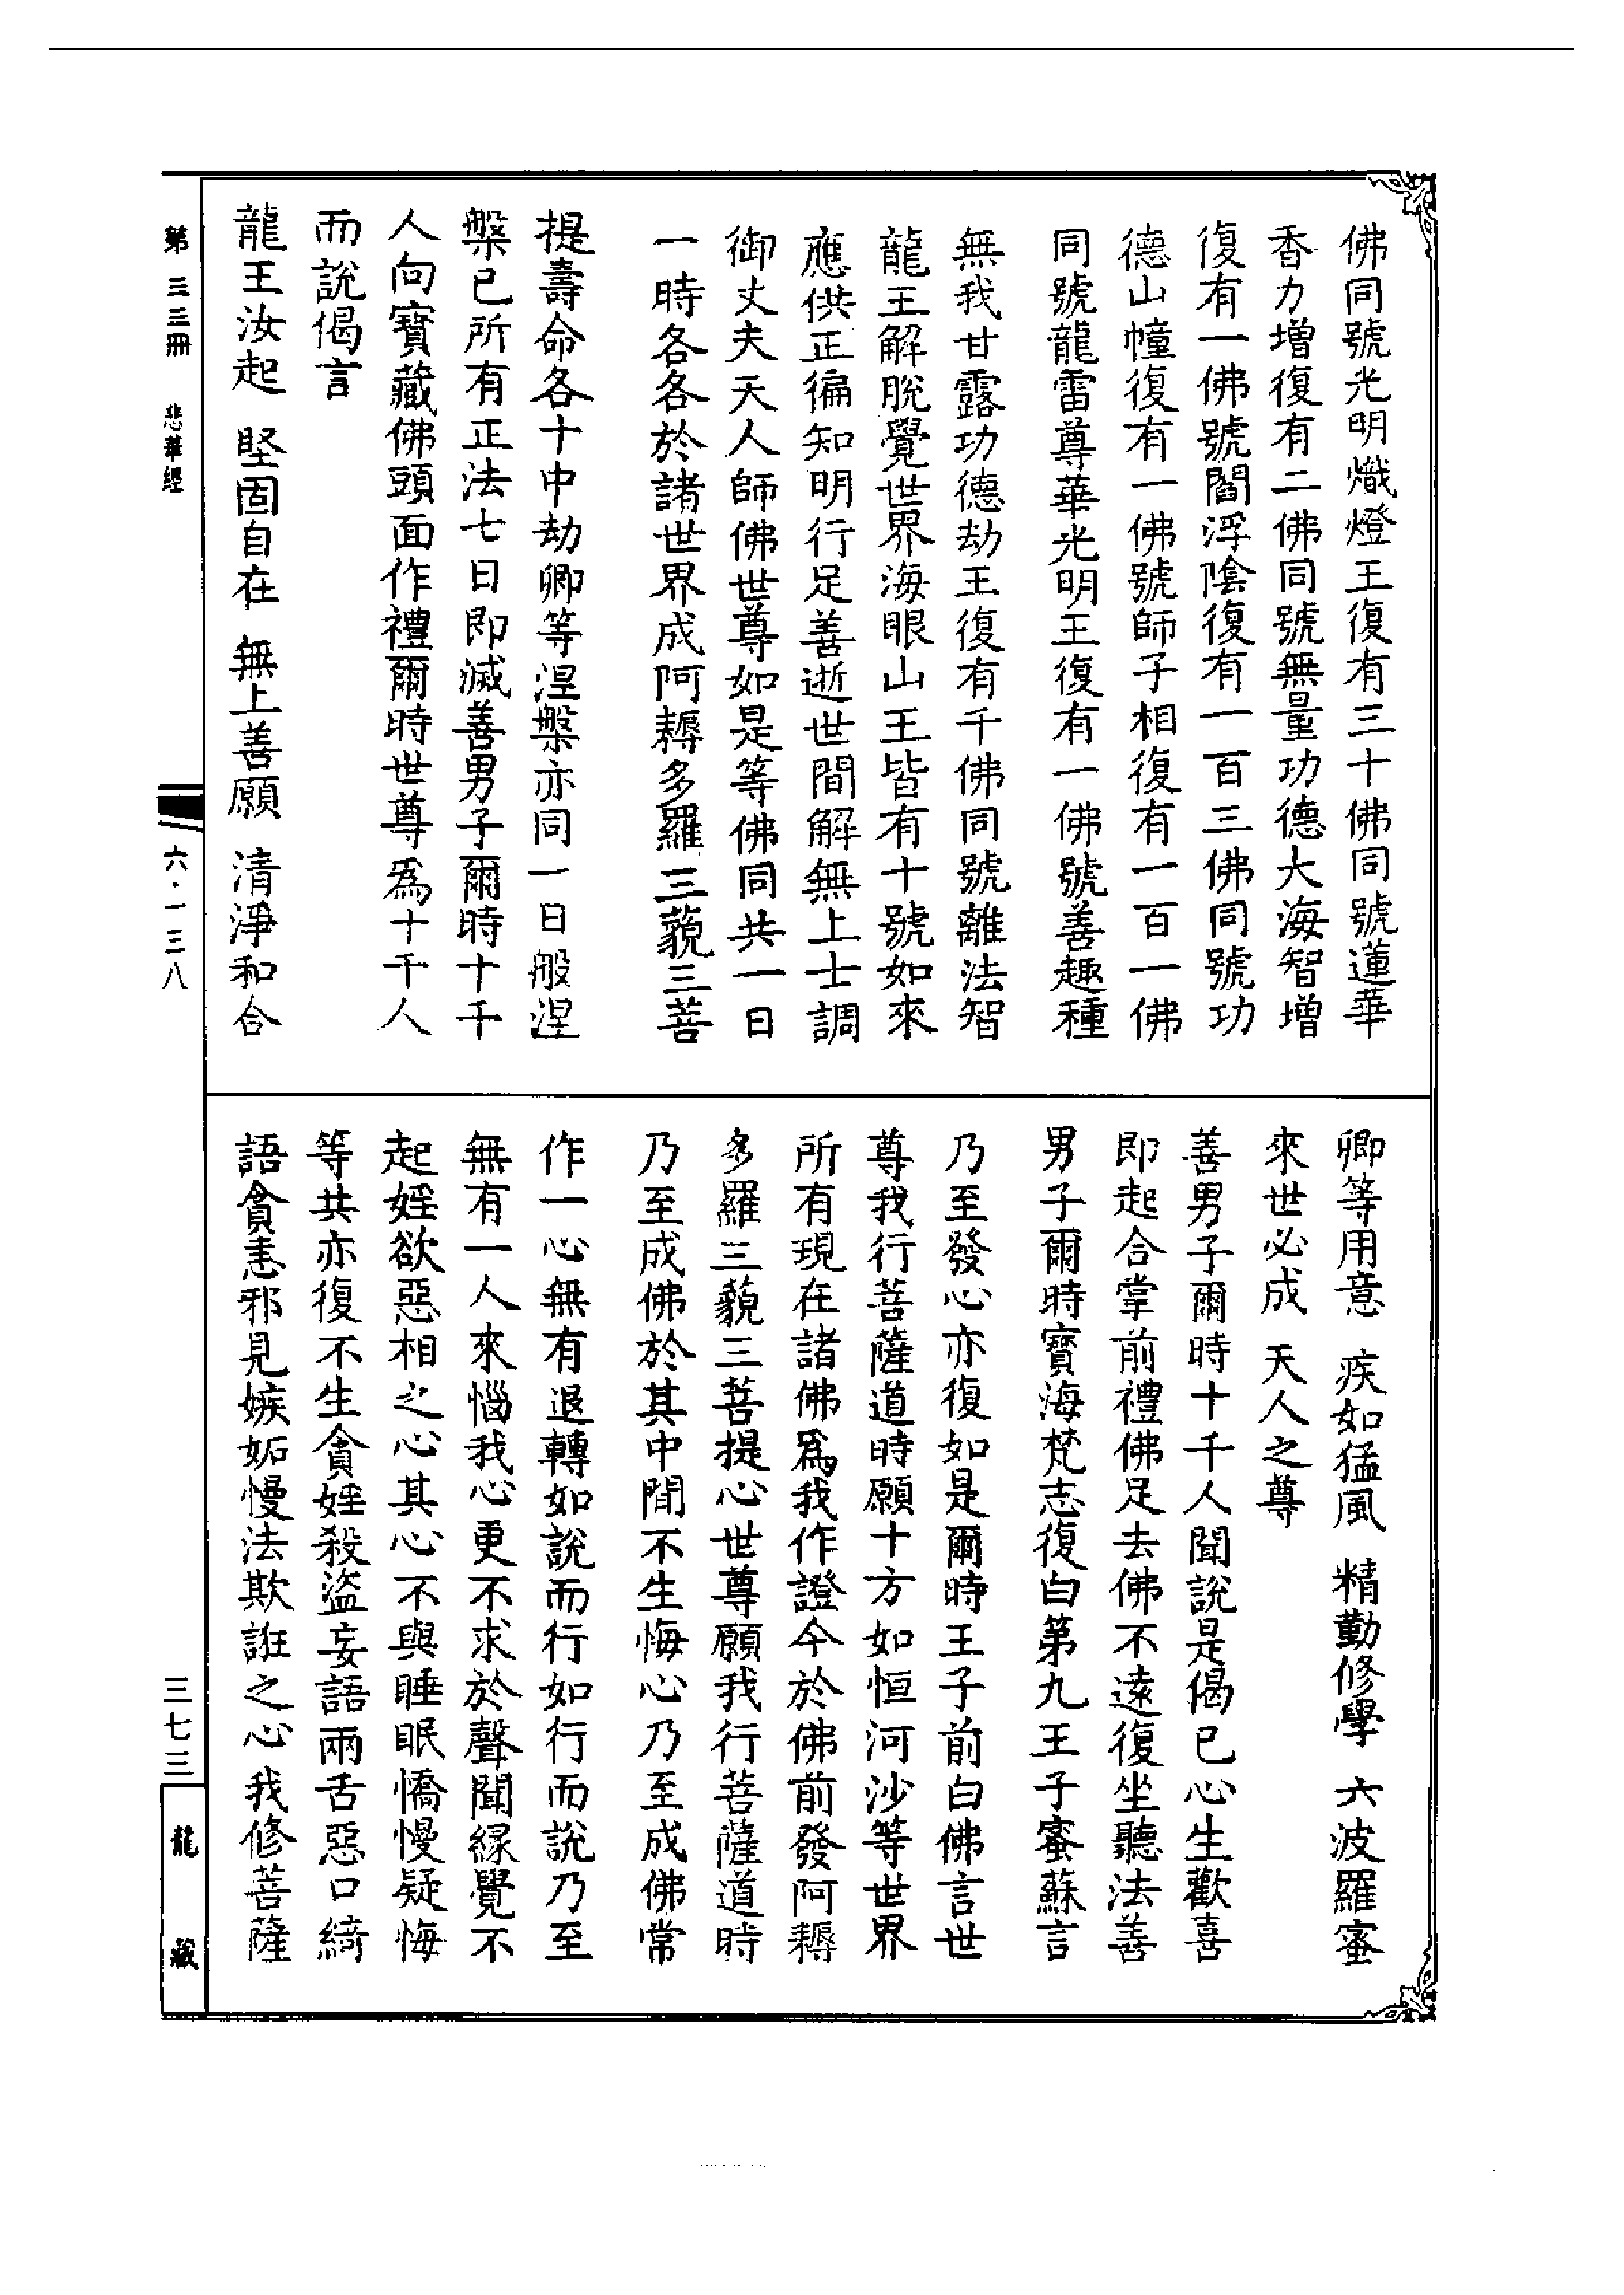 佛同號光明熾燈王復有三十佛同號蓮華
香力增復有二佛同號無量功德大海智增
復有一佛號閻浮陰復有一百三佛同號功
德山幢復有一佛號師子相復有一百一佛
同號龍雷尊華光明王復有一佛號善趣種
無我甘露功德劫王復有千佛同號離法智
龍王解脫覺世界海眼山王皆有十號如來
應供正徧知明行足善逝世間解無上士調
御丈夫天人師佛世尊如是等佛同共一日
一時各各於諸世界成阿耨多羅三藐三菩
提壽命各十中劫卿等涅槃亦同一日般涅
槃已所有正法七日即滅善男子爾時十千
人向寶藏佛頭面作禮爾時世尊為十千人
而說偈言
龍王汝起 堅固自在 無上善願 清淨和合
卿等用意 疾如猛風 精勤修學 六波羅蜜
來世必成 天人之尊
善男子爾時十千人聞說是偈已心生歡喜
即起合掌前禮佛足去佛不遠復坐聽法善
男子爾時寶海梵志復白第九王子蜜蘇言
乃至發心亦復如是爾時王子前白佛言世
尊我行菩薩道時願十方如恒河沙等世界
所有現在諸佛為我作證今於佛前發阿耨
多羅三藐三菩提心世尊願我行菩薩道時
乃至成佛於其中間不生悔心乃至成佛常
作一心無有退轉如說而行如行而說乃至
無有一人來惱我心更不求於聲聞緣覺不
起婬欲惡相之心其心不與睡眠憍慢疑悔
等共亦復不生貪婬殺盜妄語兩舌惡口綺
語貪恚邪見嫉妬慢法欺誑之心我修菩薩
第三三冊 悲華經
六·一三八
三七三
龍藏